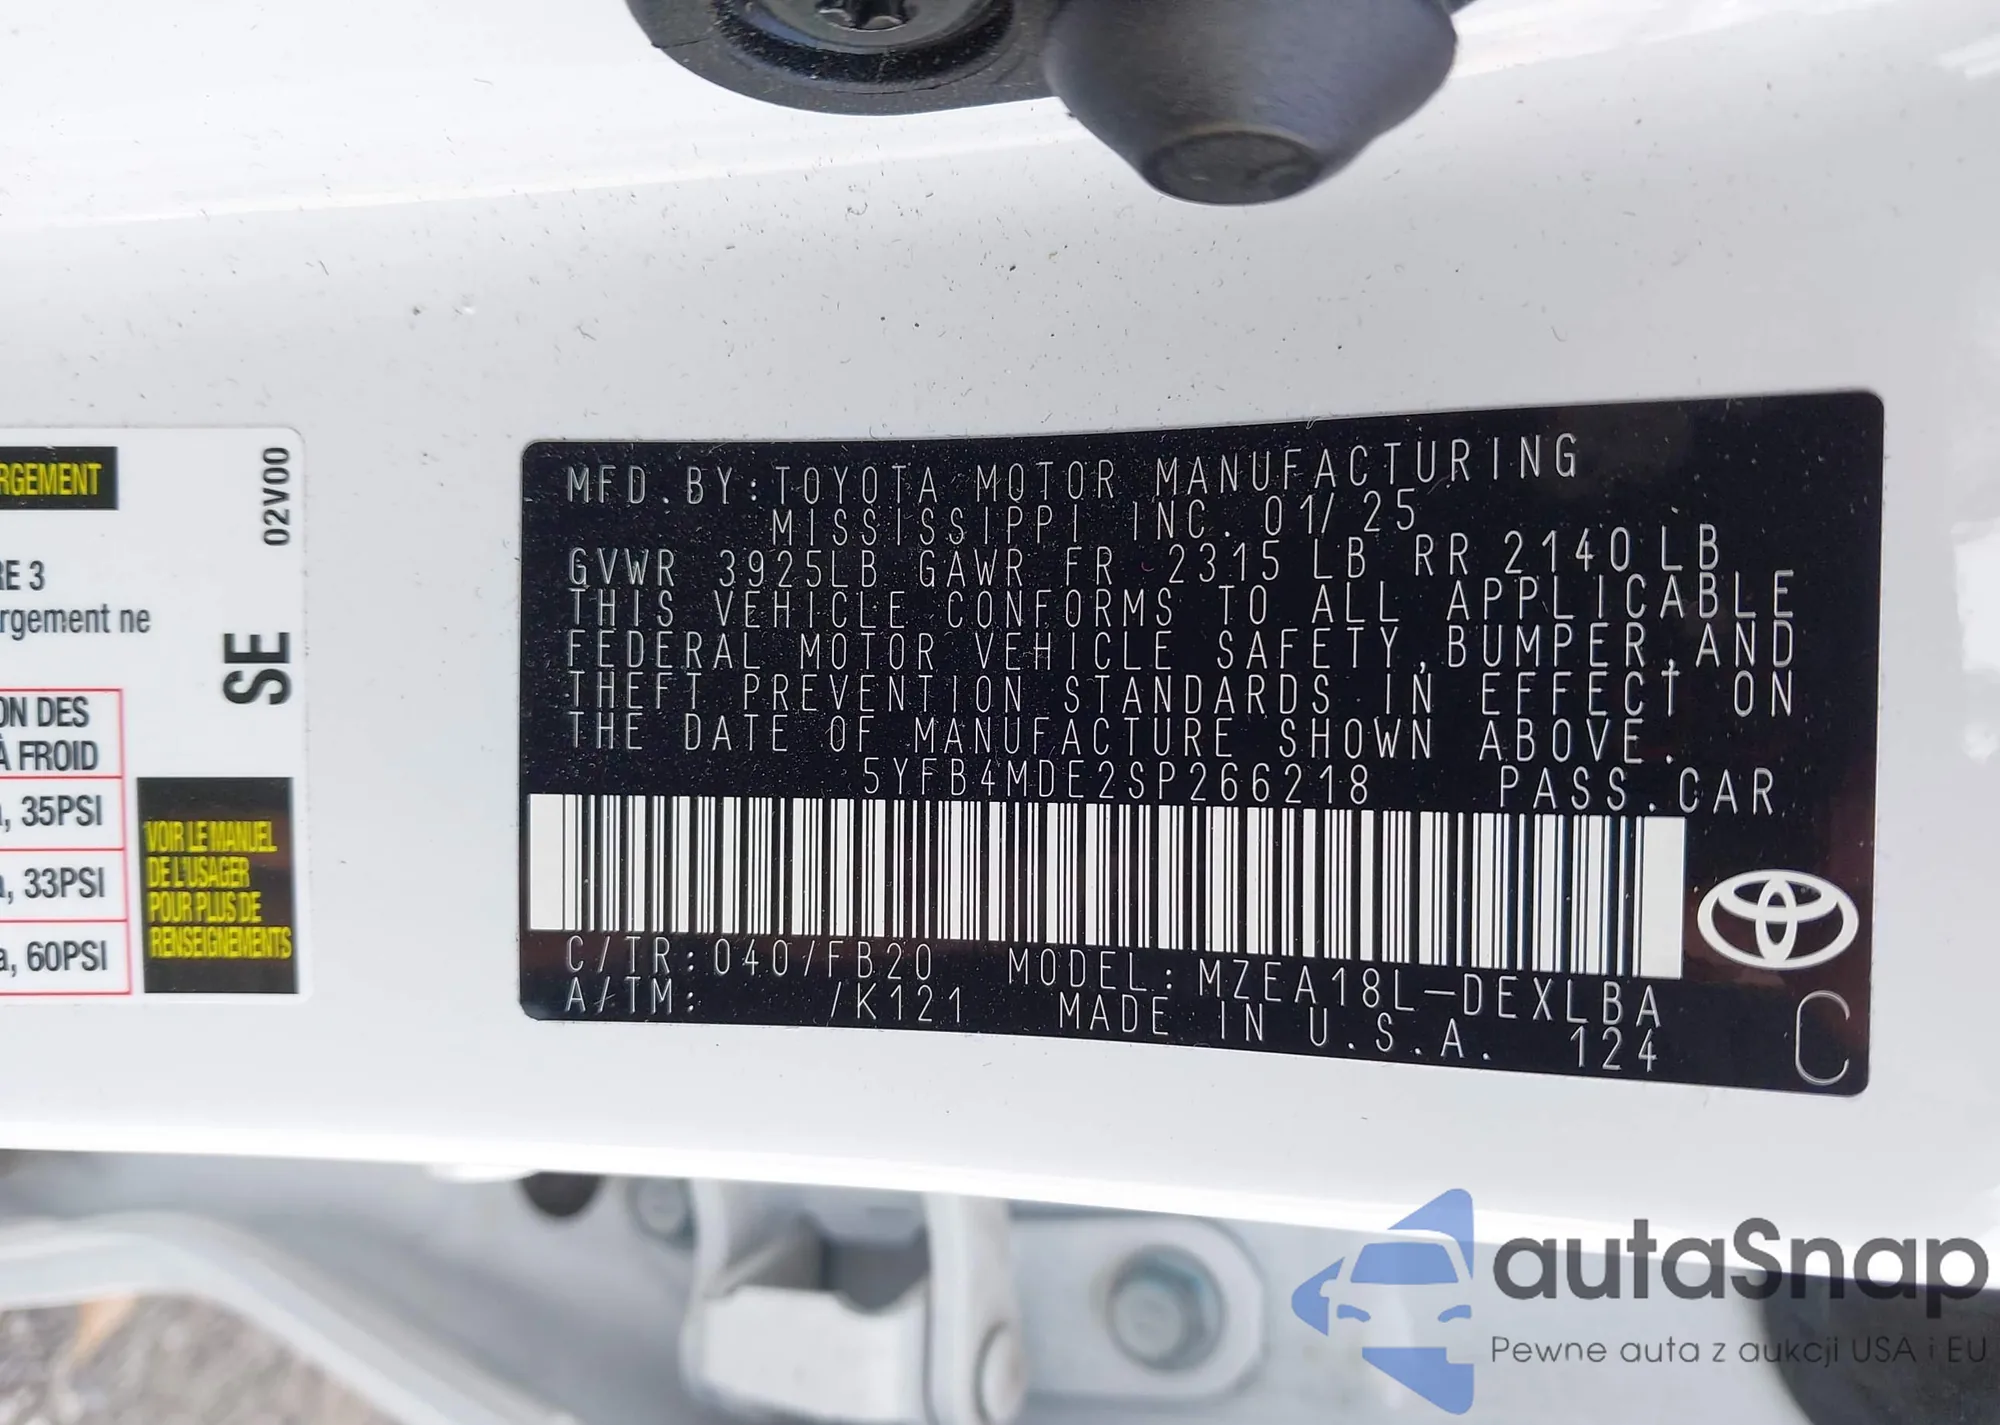 RGEMENT
02V00
RE 3
rgement ne
SE
ON DES
À FROID
a, 35PSI
a, 33PSI
a, 60PSI
VOIR LE MANUEL
DE L'USAGER
POUR PLUS DE
RENSEIGNEMENTS
MFD.BY:TOYOTA MOTOR MANUFACTURING
MISSISSIPPI INC. 01/25
GVWR 3925LB GAWR FR 2315 LB RR 2140LB
THIS VEHICLE CONFORMS TO ALL APPLICABLE
FEDERAL MOTOR VEHICLE SAFETY,BUMPER,AND
THEFT PREVENTION STANDARDS IN EFFECT ON
THE DATE OF MANUFACTURE SHOWN ABOVE.
5YFB4MDE2SP266218 PASS.CAR
C/TR:040/FB20 MODEL:MZEA18L-DEXLBA
A/TM: /K121 MADE IN U.S.A. 124
C
autaSnap
Pewne auta z aukcji USA i EU